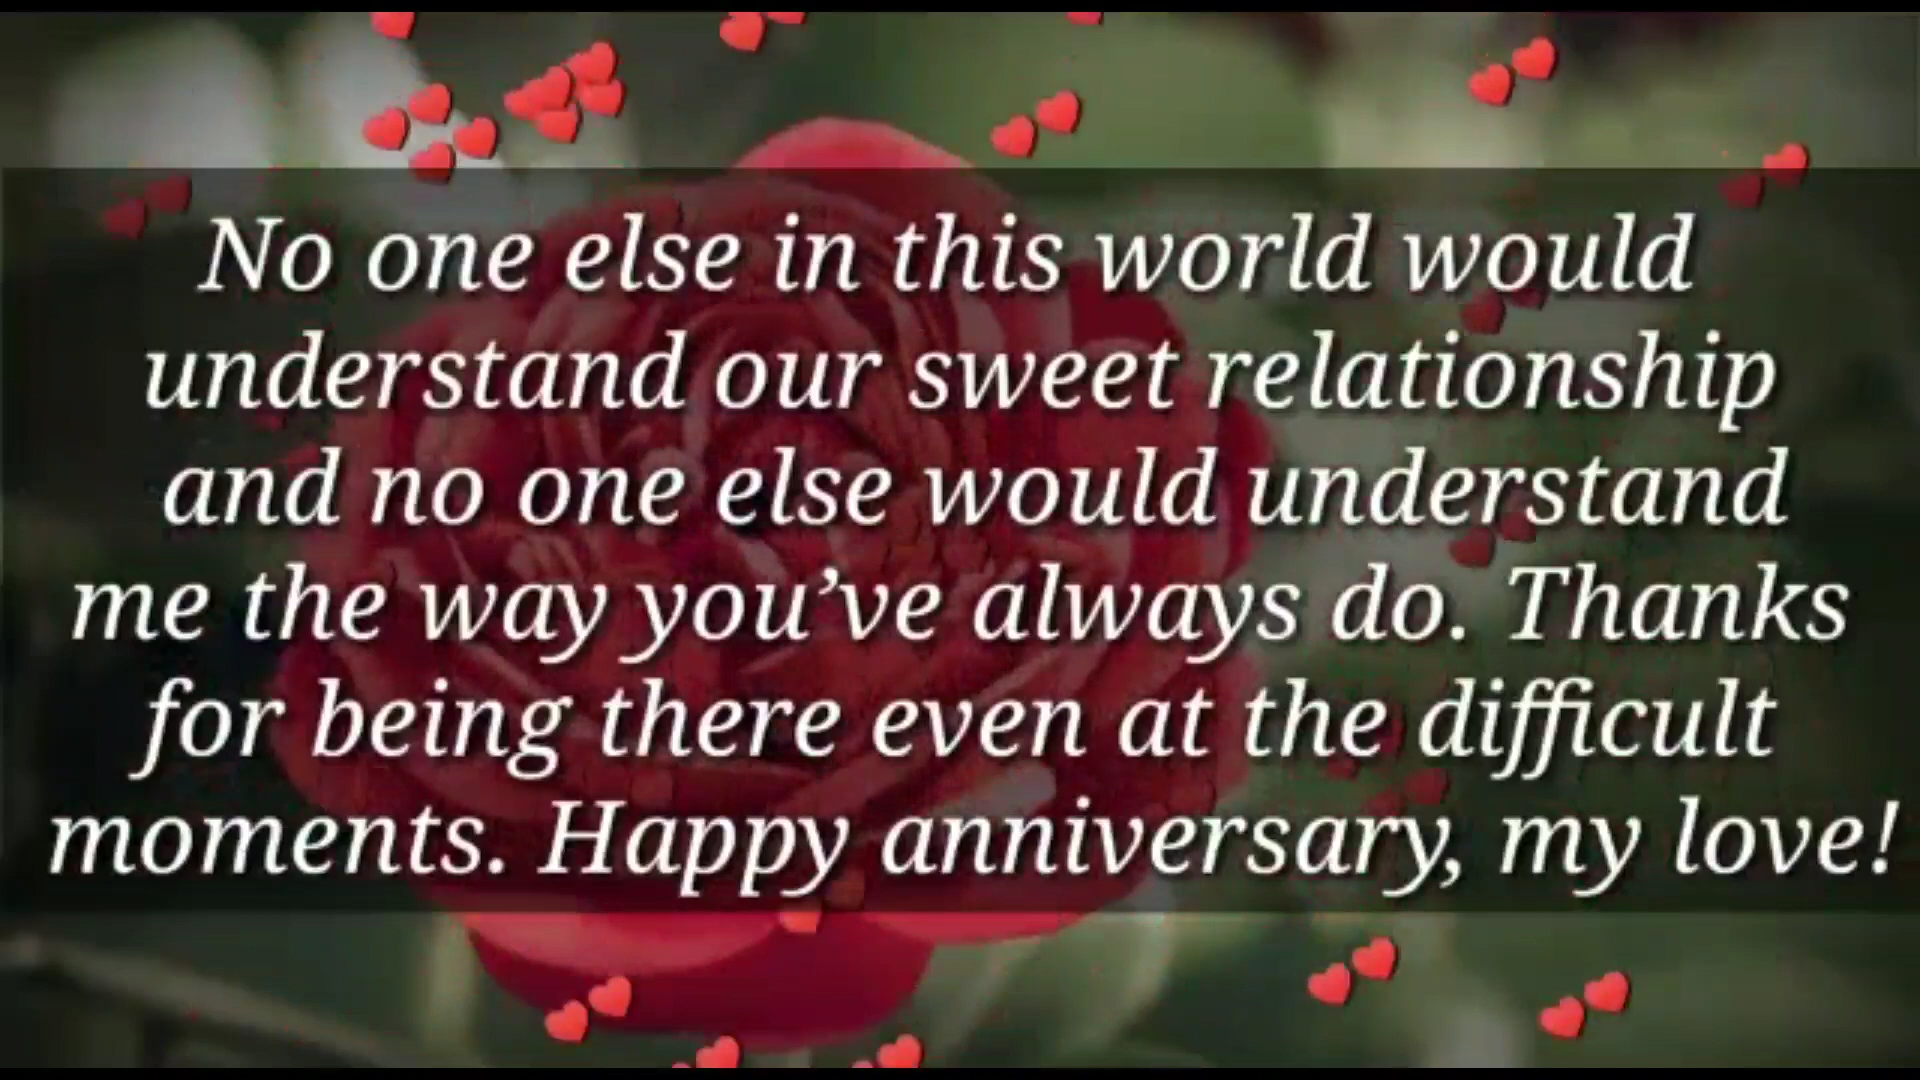 No one else in this world would
understand our sweet relationship
and no one else would understand
me the way you’ve always do. Thanks
for being there even at the difficult
moments. Happy anniversary, my love!